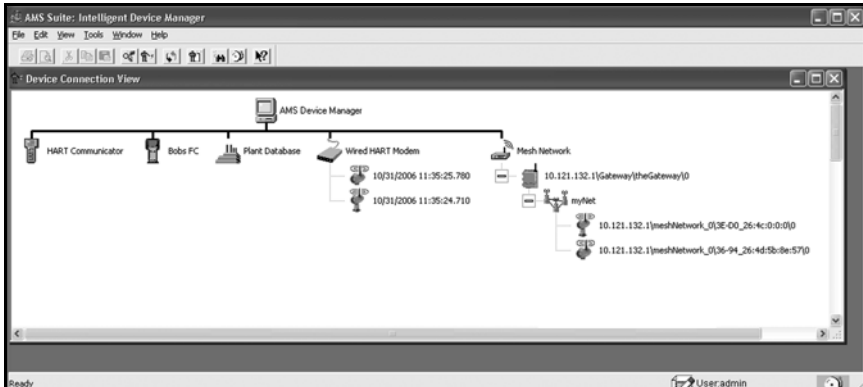 AMS Suite: Intelligent Device Manager
File Edit View Tools Window Help
Device Connection View
AMS Device Manager
HART Communicator Bobs FC Plant Database Wired HART Modem Mesh Network
10/31/2006 11:35:25.780 10.121.132.1\Gateway\theGateway\0
10/31/2006 11:35:24.710 myNet
10.121.132.1\meshNetwork_0\3E-D0_26:4c:0:0:0\0
10.121.132.1\meshNetwork_0\36-94_26:4d:5b:8e:57\0
Ready User:admin